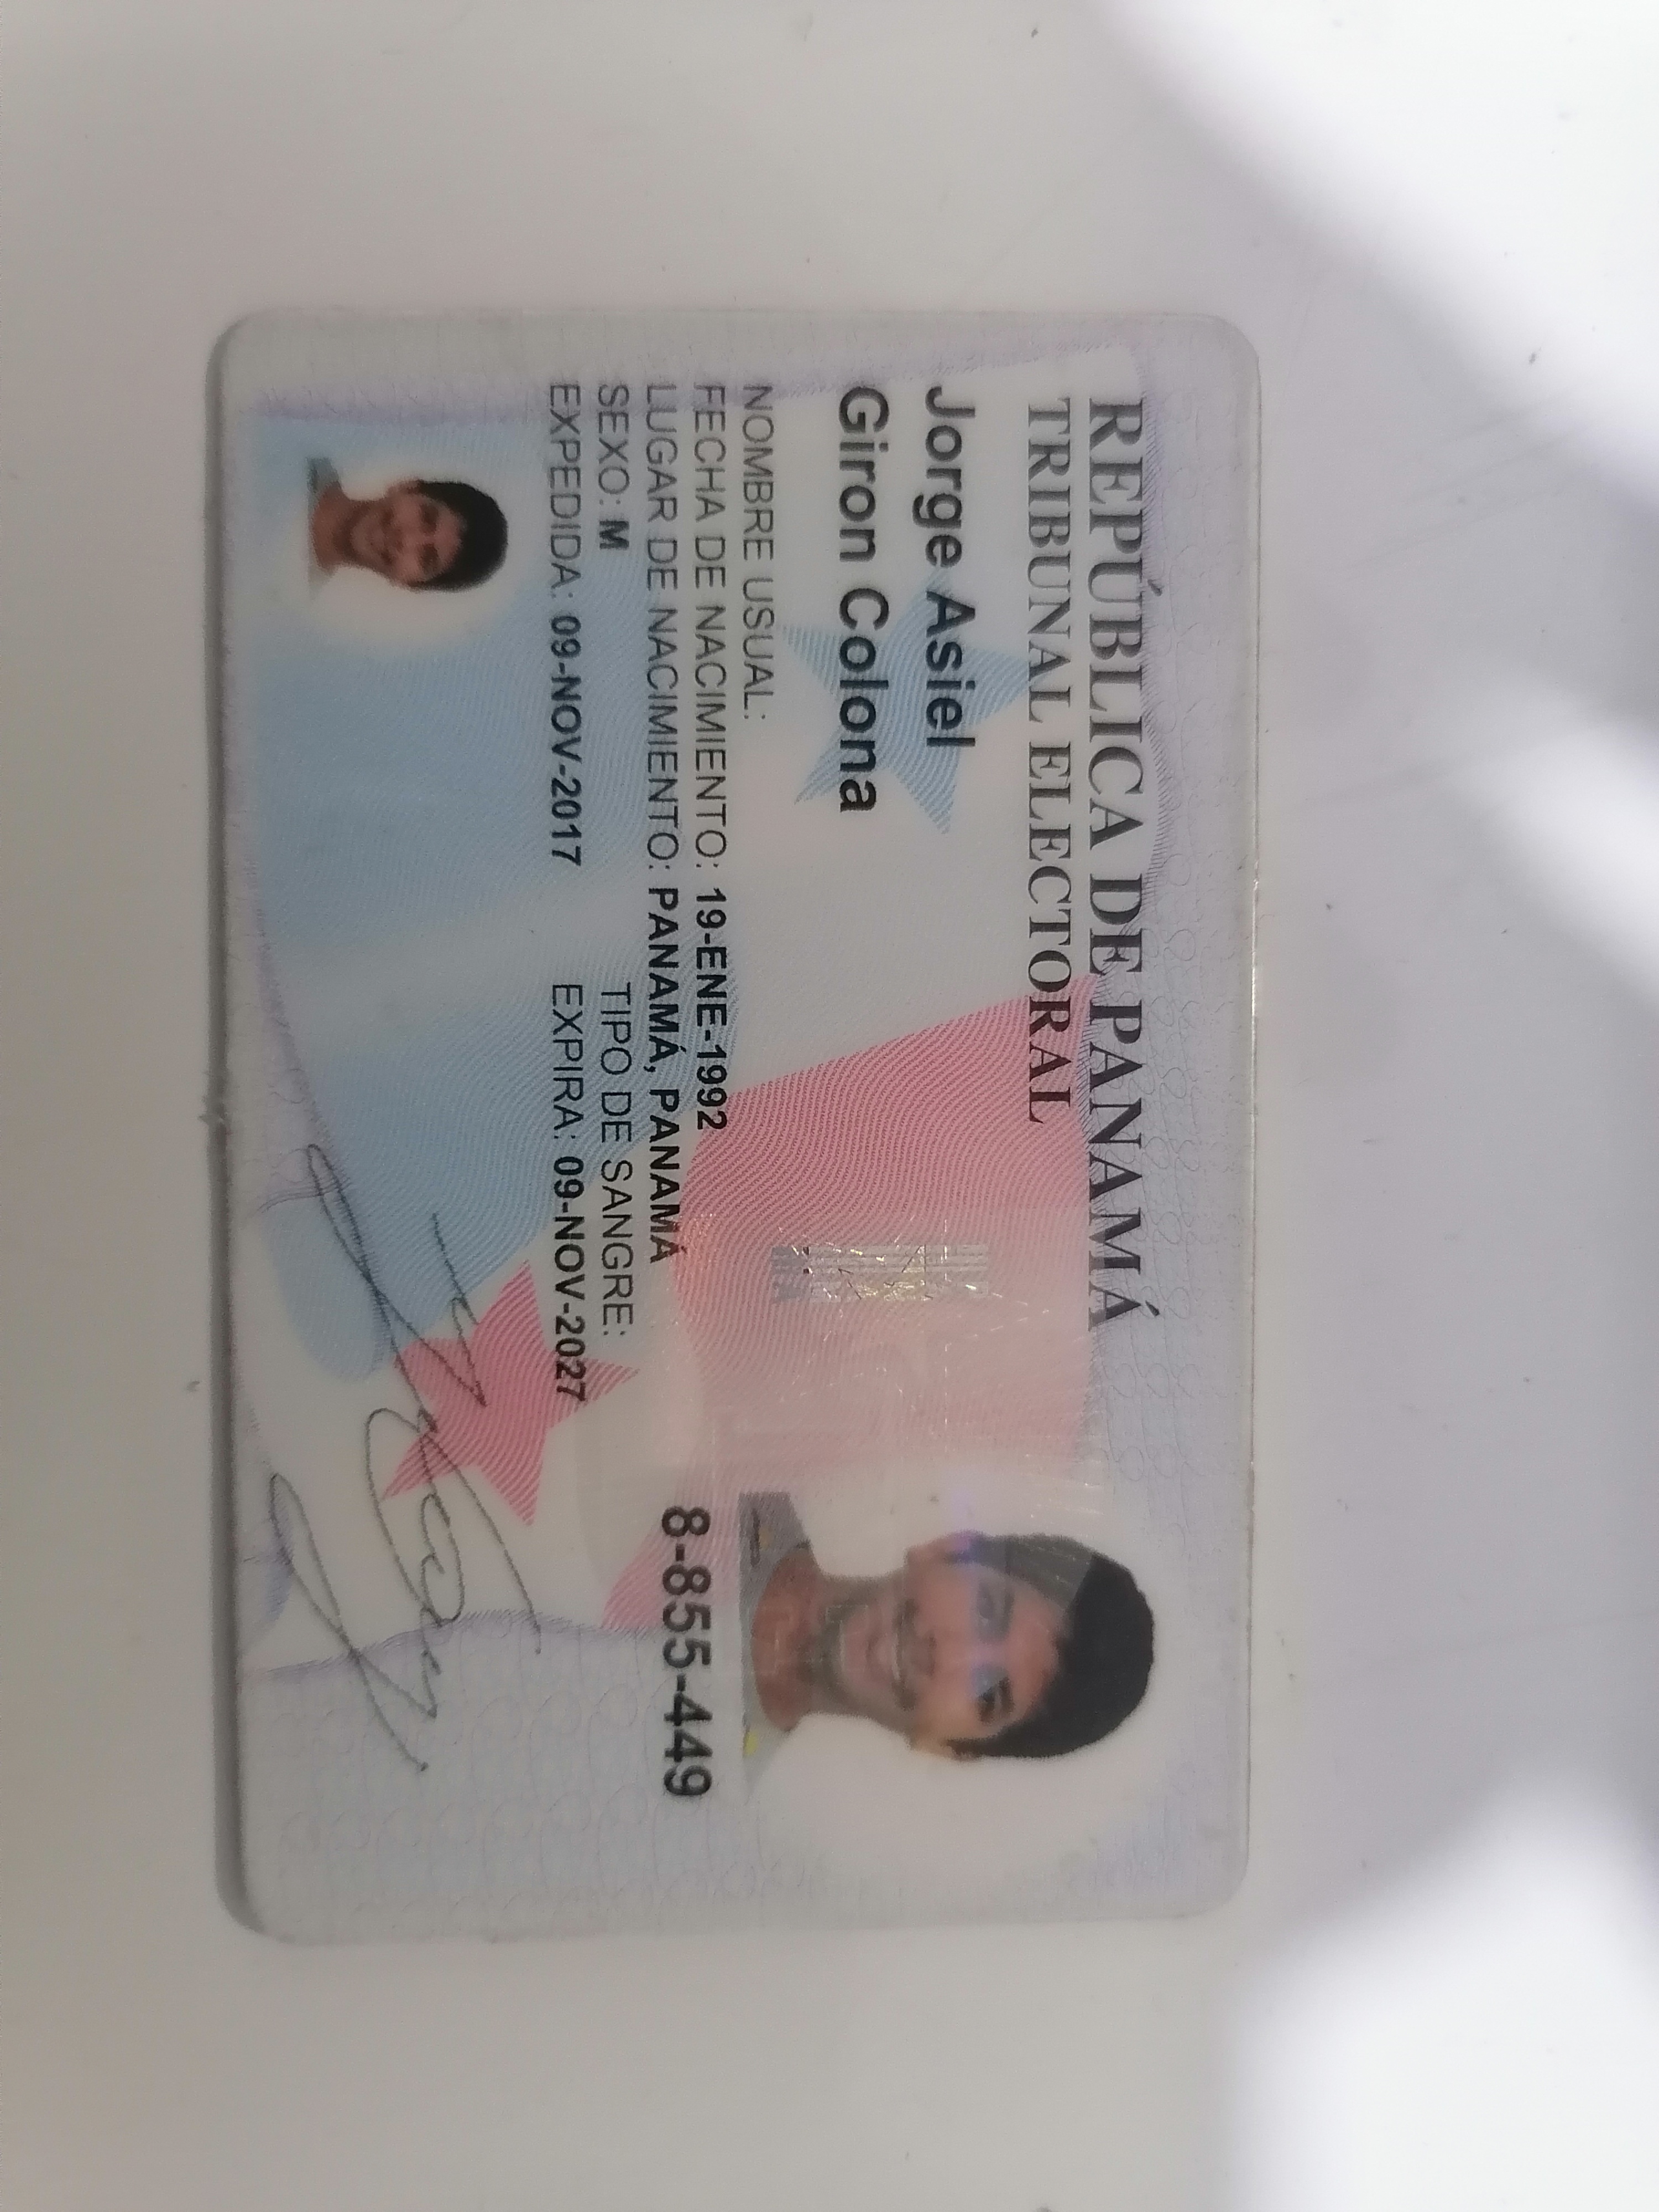 REPÚBLICA DE PANAMÁ
TRIBUNAL ELECTORAL
Jorge Asiel
Giron Colona
NOMBRE USUAL:
FECHA DE NACIMIENTO: 19-ENE-1992
LUGAR DE NACIMIENTO: PANAMÁ, PANAMÁ
SEXO: M TIPO DE SANGRE:
EXPEDIDA: 09-NOV-2017 EXPIRA: 09-NOV-2027
8-855-449